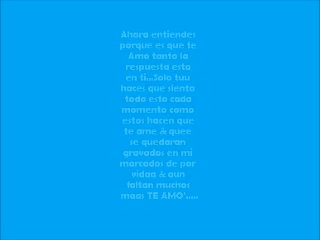 Ahora entiendes
porque es que te
Amo tanto la
respuesta esta
en ti...Solo tuu
haces que sienta
todo esto cada
momento como
estos hacen que
te ame & quee
se quedaran
gravados en mi
marcados de por
vidaa & aun
faltan muchos
maas TE AMO'.....